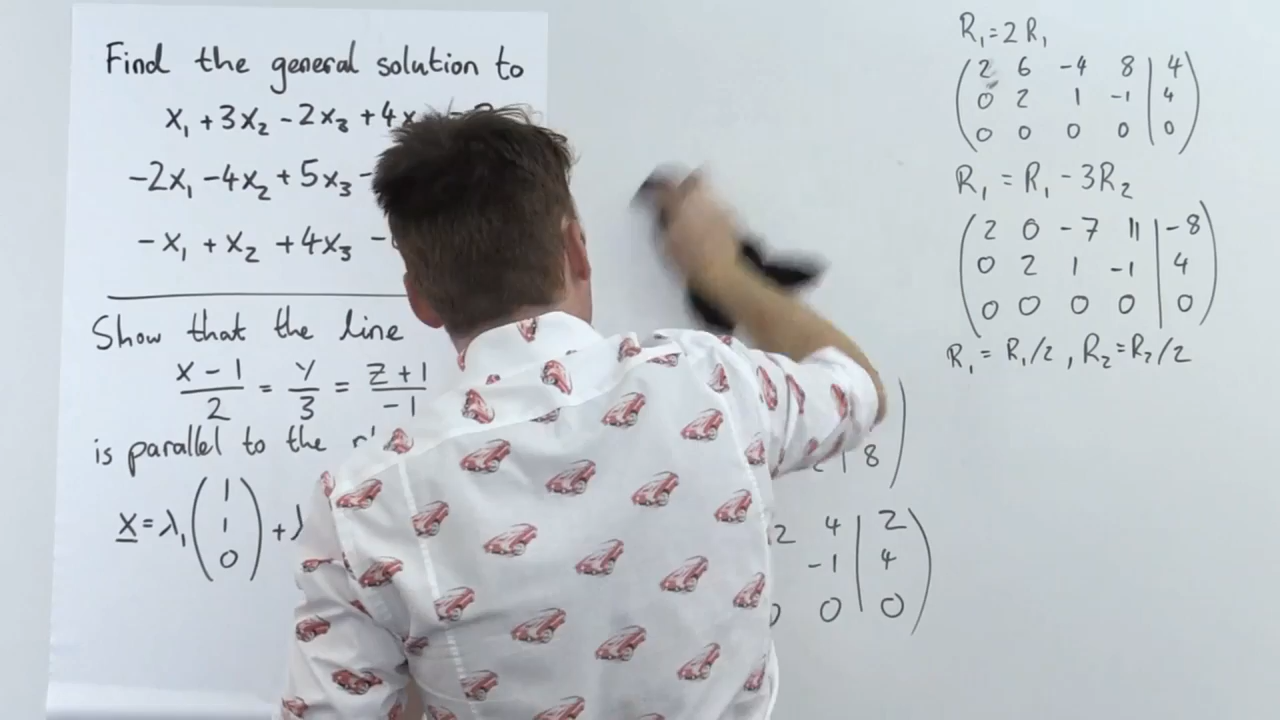 Find the general solution to
x₁ + 3x₂ - 2x₃ + 4x
-2x₁ - 4x₂ + 5x₃ -
-x₁ + x₂ + 4x₃ -
Show that the line
x - 1 / 2 = y / 3 = z + 1 / -1
is parallel to the
x = λ₁ (1 1 0) + λ
8
2 4 | 2
-1 | 4
0 | 0
R₁ = 2R₁
2 6 -4 8 | 4
0 2 1 -1 | 4
0 0 0 0 | 0
R₁ = R₁ - 3R₂
2 0 -7 11 | -8
0 2 1 -1 | 4
0 0 0 0 | 0
R₁ = R₁/2 , R₂ = R₂/2